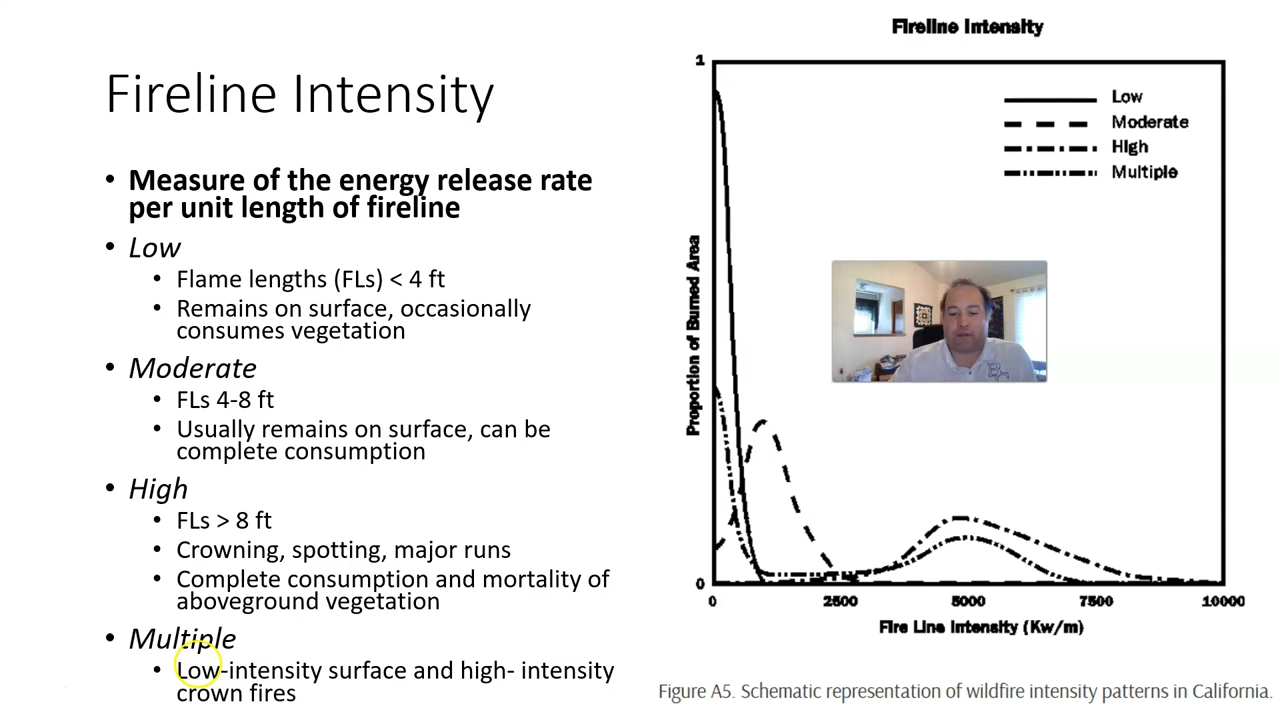 Fireline Intensity
• Measure of the energy release rate
per unit length of fireline
• Low
• Flame lengths (FLs) < 4 ft
• Remains on surface, occasionally
consumes vegetation
• Moderate
• FLs 4-8 ft
• Usually remains on surface, can be
complete consumption
• High
• FLs > 8 ft
• Crowning, spotting, major runs
• Complete consumption and mortality of
aboveground vegetation
• Multiple
• Low-intensity surface and high- intensity
crown fires
Fireline Intensity
1
Low
Moderate
High
Multiple
Proportion of Burned Area
0
0 2500 5000 7500 10000
Fire Line Intensity (Kw/m)
Figure A5. Schematic representation of wildfire intensity patterns in California.